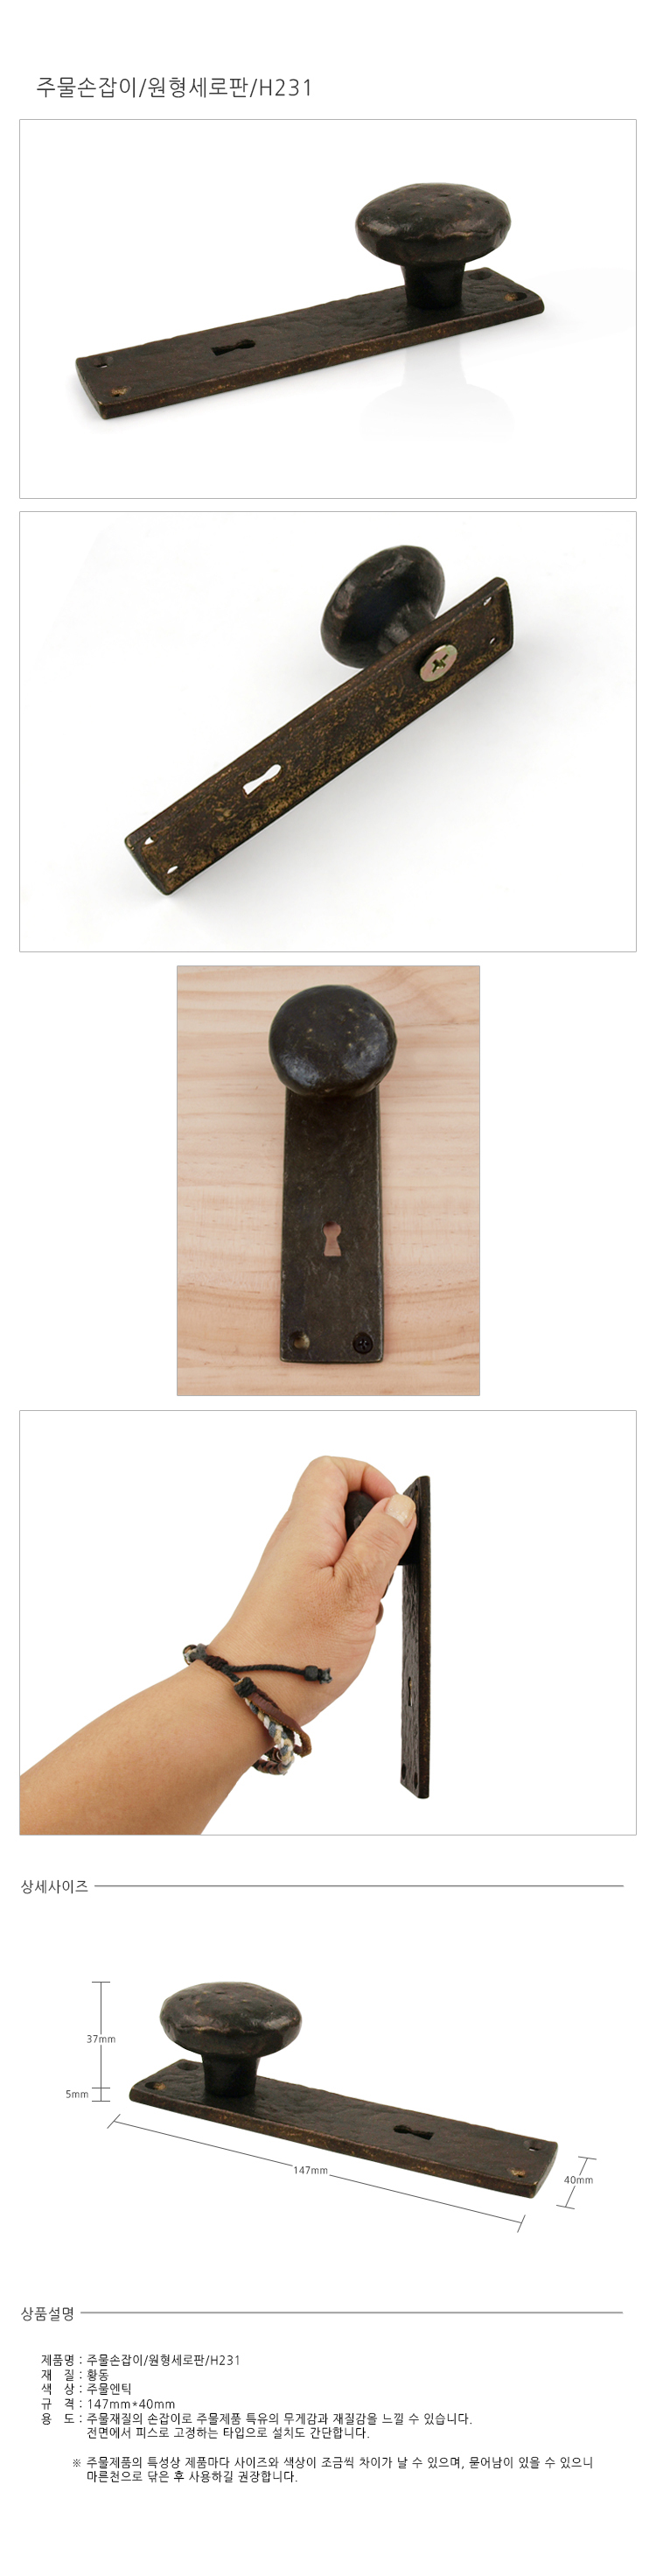 주물손잡이/원형세로판/H231
상세사이즈
37mm
5mm
147mm
40mm
상품설명
제품명 : 주물손잡이/원형세로판/H231
재 질 : 황동
색 상 : 주물엔틱
규 격 : 147mm*40mm
용 도 : 주물재질의 손잡이로 주물제품 특유의 무게감과 재질감을 느낄 수 있습니다.
전면에서 피스로 고정하는 타입으로 설치도 간단합니다.
※ 주물제품의 특성상 제품마다 사이즈와 색상이 조금씩 차이가 날 수 있으며, 묻어남이 있을 수 있으니
마른천으로 닦은 후 사용하길 권장합니다.